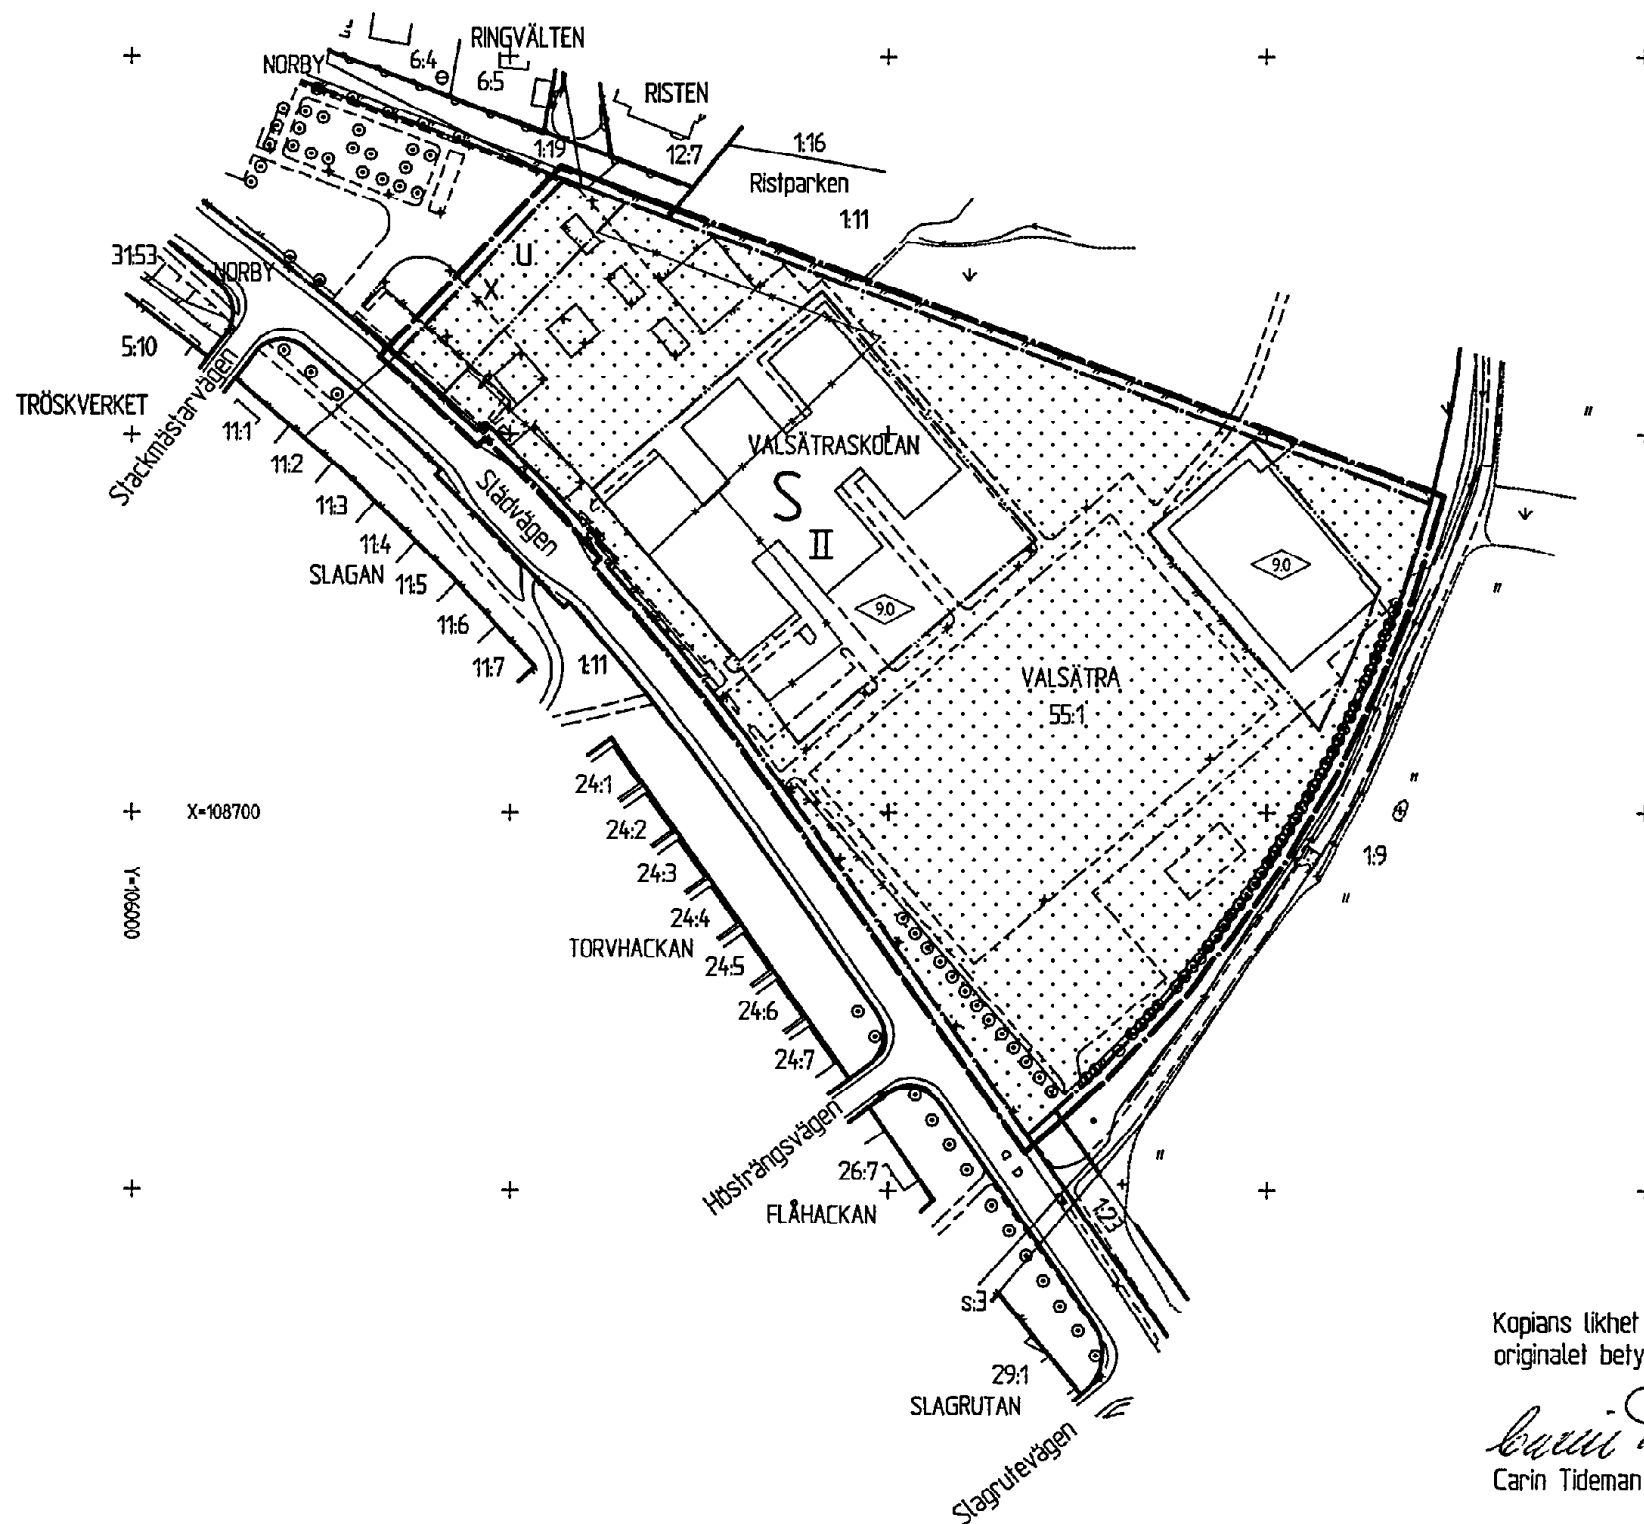 RINGVÄLTEN
6:4
6:5
NORBY
RISTEN
1:19
12:7
1:16
Ristparken
1:11
31:53
NORBY
U
5:10
Stackmästarvägen
TRÖSKVERKET
11:1
11:2
11:3
11:4
SLAGAN
11:5
11:6
11:7
1:11
Städvägen
VALSÄTRASKOLAN
S
II
9.0
9.0
VALSÄTRA
55:1
X=108700
Y=106000
24:1
24:2
24:3
24:4
TORVHACKAN
24:5
24:6
24:7
1:9
Hösträngsvägen
26:7
FLÅHACKAN
1:23
s:3
29:1
SLAGRUTAN
Slagrutevägen
Kopians likhet
originalet bety
Carin Tideman